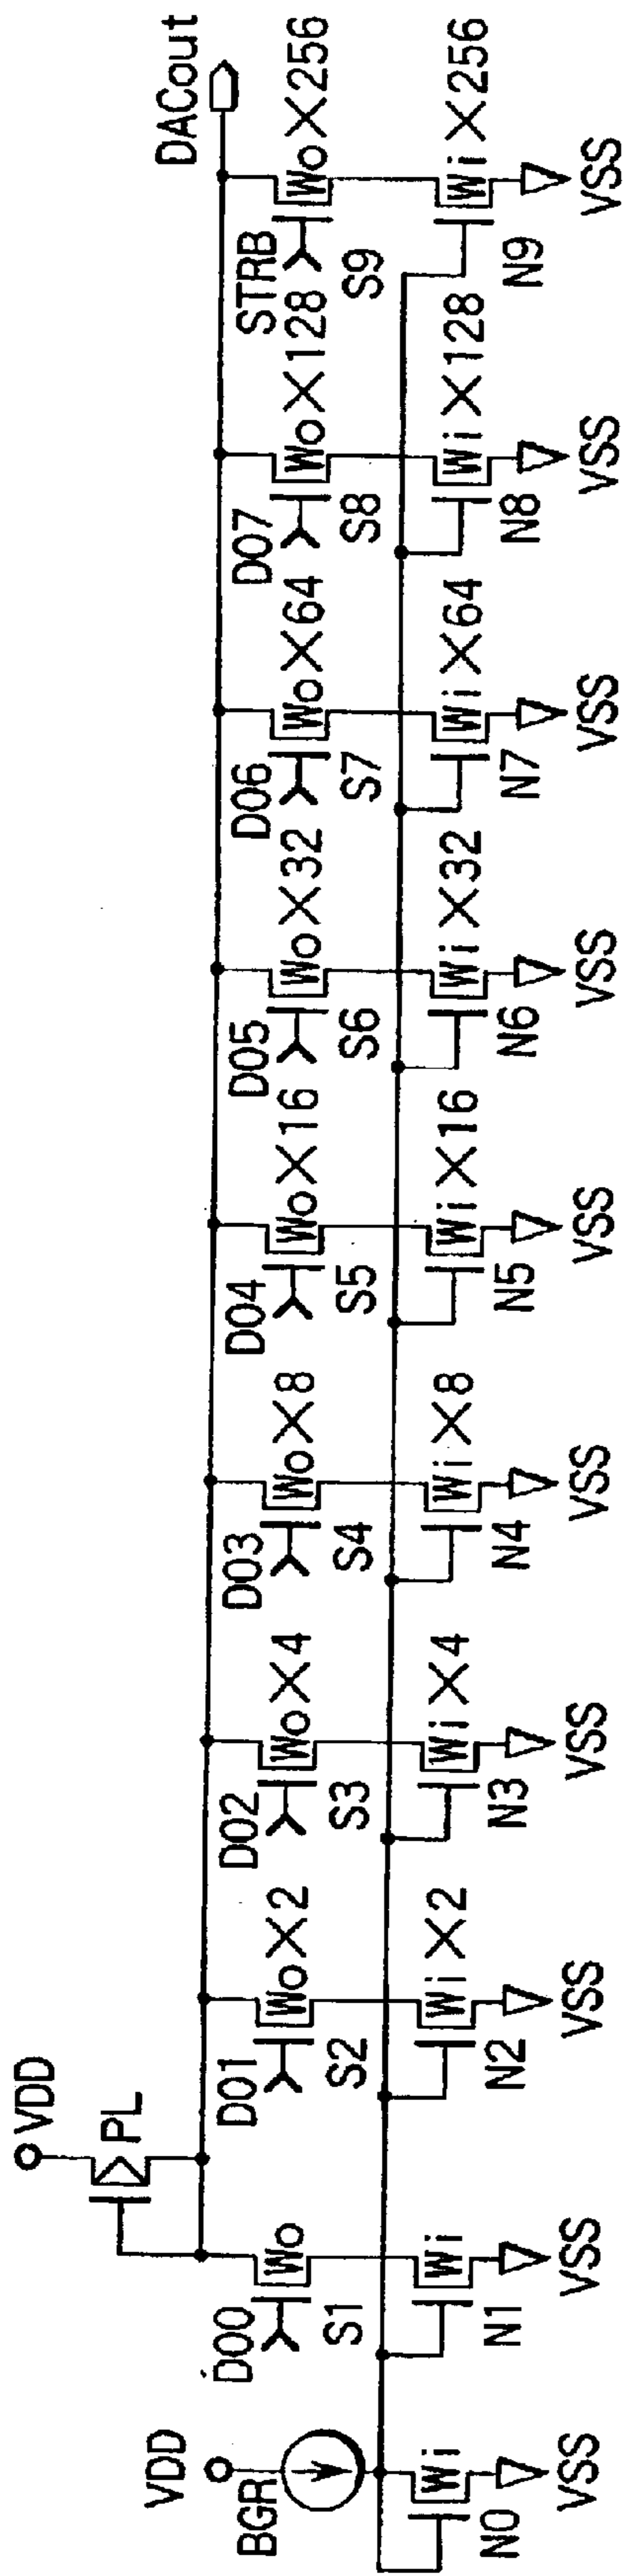 VDD
BGR
N0
Wi
VSS
VDD
PL
D00
S1
Wo
N1
Wi
VSS
D01
S2
Wo×2
N2
Wi×2
VSS
D02
S3
Wo×4
N3
Wi×4
VSS
D03
S4
Wo×8
N4
Wi×8
VSS
D04
S5
Wo×16
N5
Wi×16
VSS
D05
S6
Wo×32
N6
Wi×32
VSS
D06
S7
Wo×64
N7
Wi×64
VSS
D07
S8
Wo×128
N8
Wi×128
VSS
STRB
S9
Wo×256
N9
Wi×256
VSS
DACout